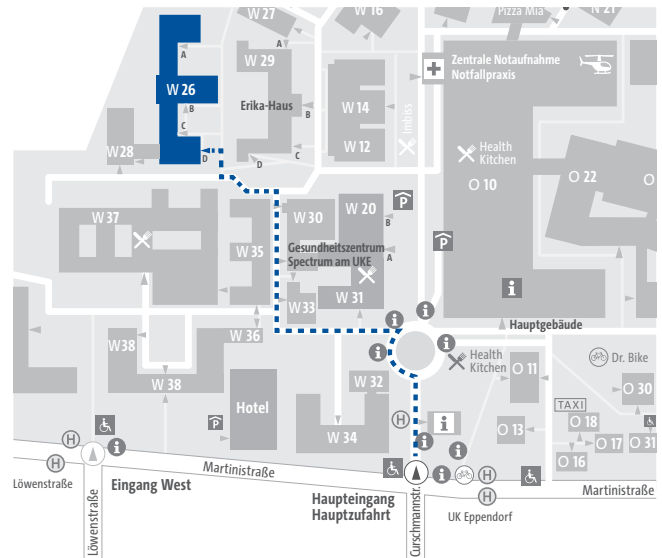 Pizza Mia
N 21
W 27
W 16
A
A
W 29
Zentrale Notaufnahme
Notfallpraxis
W 26
B
Erika-Haus
B
W 14
Imbiss
C
W 12
C
Health
Kitchen
W 28
D
D
O 10
O 22
O
W 37
W 30
W 20
P
B
W 35
Gesundheitszentrum
Spectrum am UKE
A
P
W 33
W 31
i
i
i
Hauptgebäude
W 38
W 36
i
i
Health
Kitchen
O 11
Dr. Bike
W 38
W 32
O 30
Hotel
P
H
i
TAXI
O 18
W 34
O 13
O 17
O 31
H
i
i
i
O 16
H
Martinistraße
i
H
Löwenstraße
Eingang West
Haupteingang
Hauptzufahrt
H
Martinistraße
UK Eppendorf
Löwenstraße
Curschmannstr.